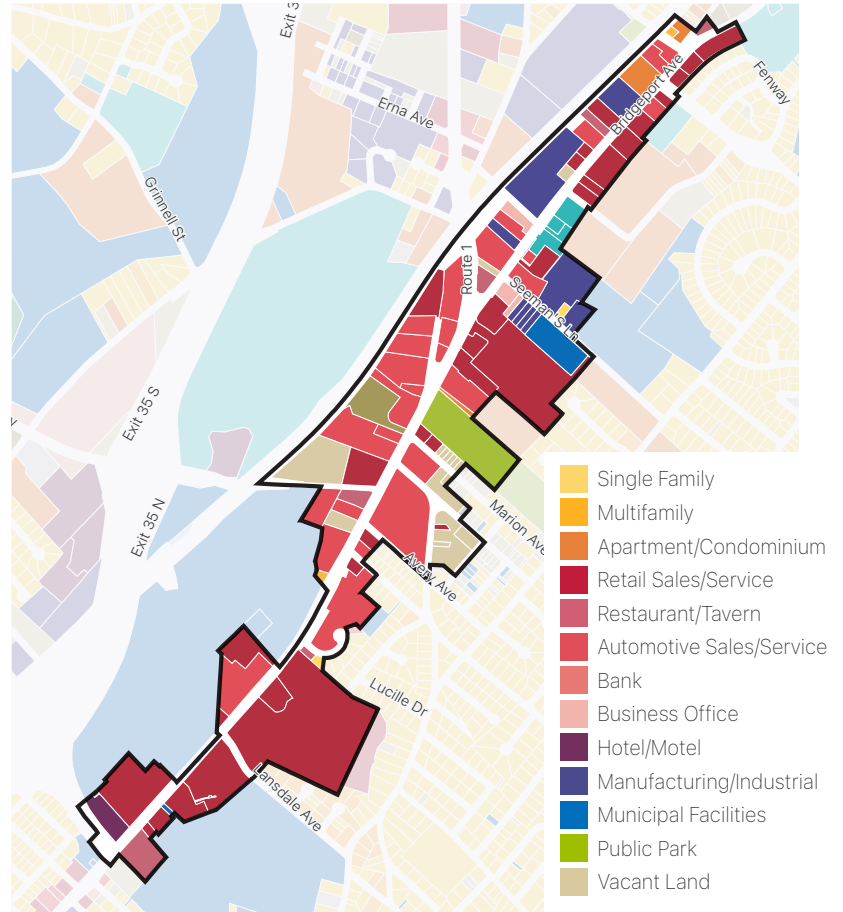 Exit 3
Fenway
Bridgeport Ave
Erna Ave
Grinnell St
Route 1
Seeman's Ln
Exit 35 S
Exit 35 N
Marion Ave
Avery Ave
Lucille Dr
Lansdale Ave
Single Family
Multifamily
Apartment/Condominium
Retail Sales/Service
Restaurant/Tavern
Automotive Sales/Service
Bank
Business Office
Hotel/Motel
Manufacturing/Industrial
Municipal Facilities
Public Park
Vacant Land